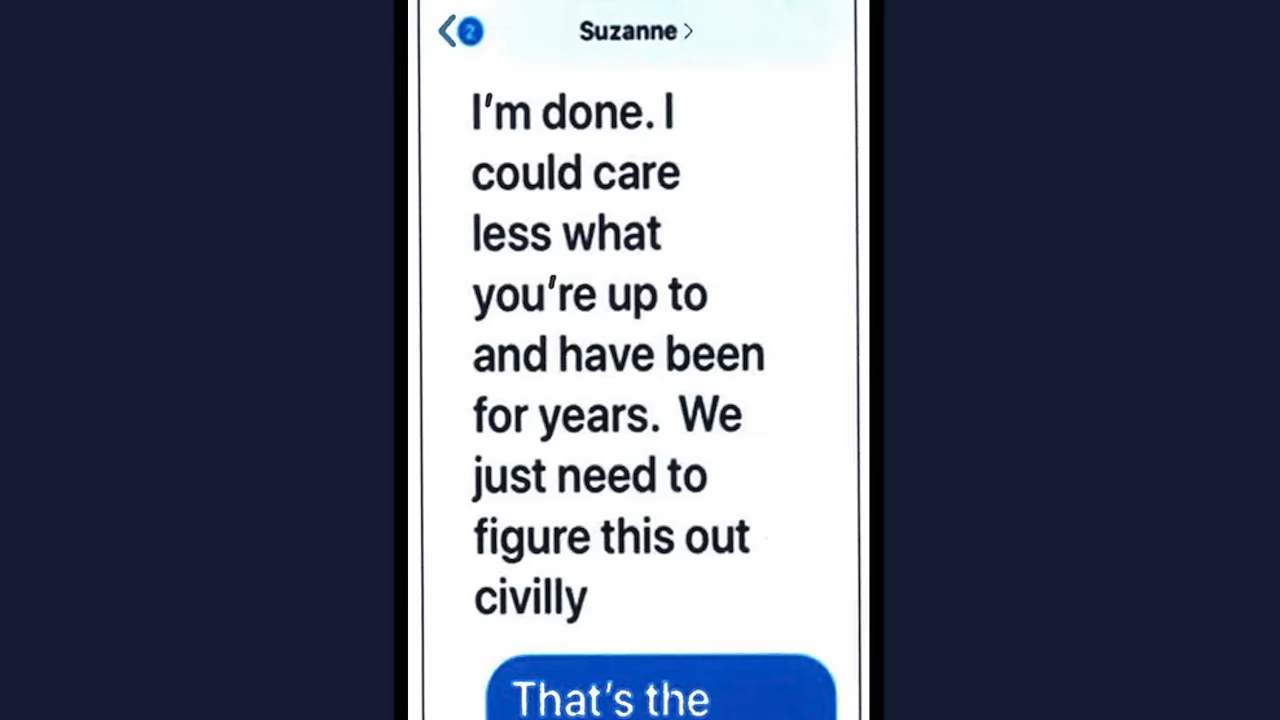 2 Suzanne
I'm done. I
could care
less what
you're up to
and have been
for years.  We
just need to
figure this out
civilly
That's the